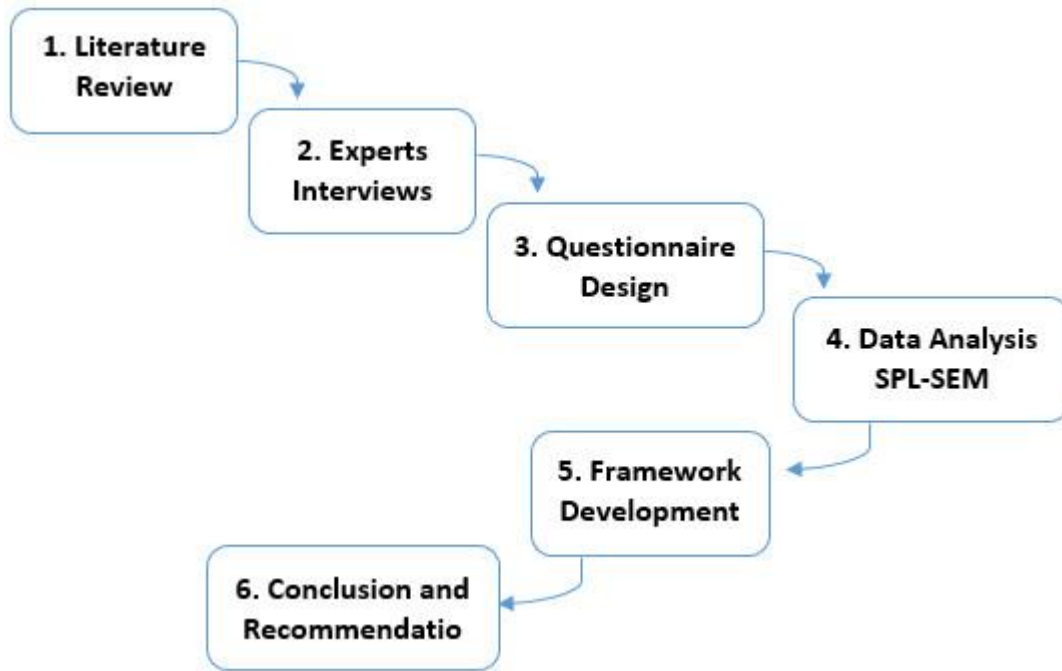 1. Literature
Review
2. Experts
Interviews
3. Questionnaire
Design
4. Data Analysis
SPL-SEM
5. Framework
Development
6. Conclusion and
Recommendatio